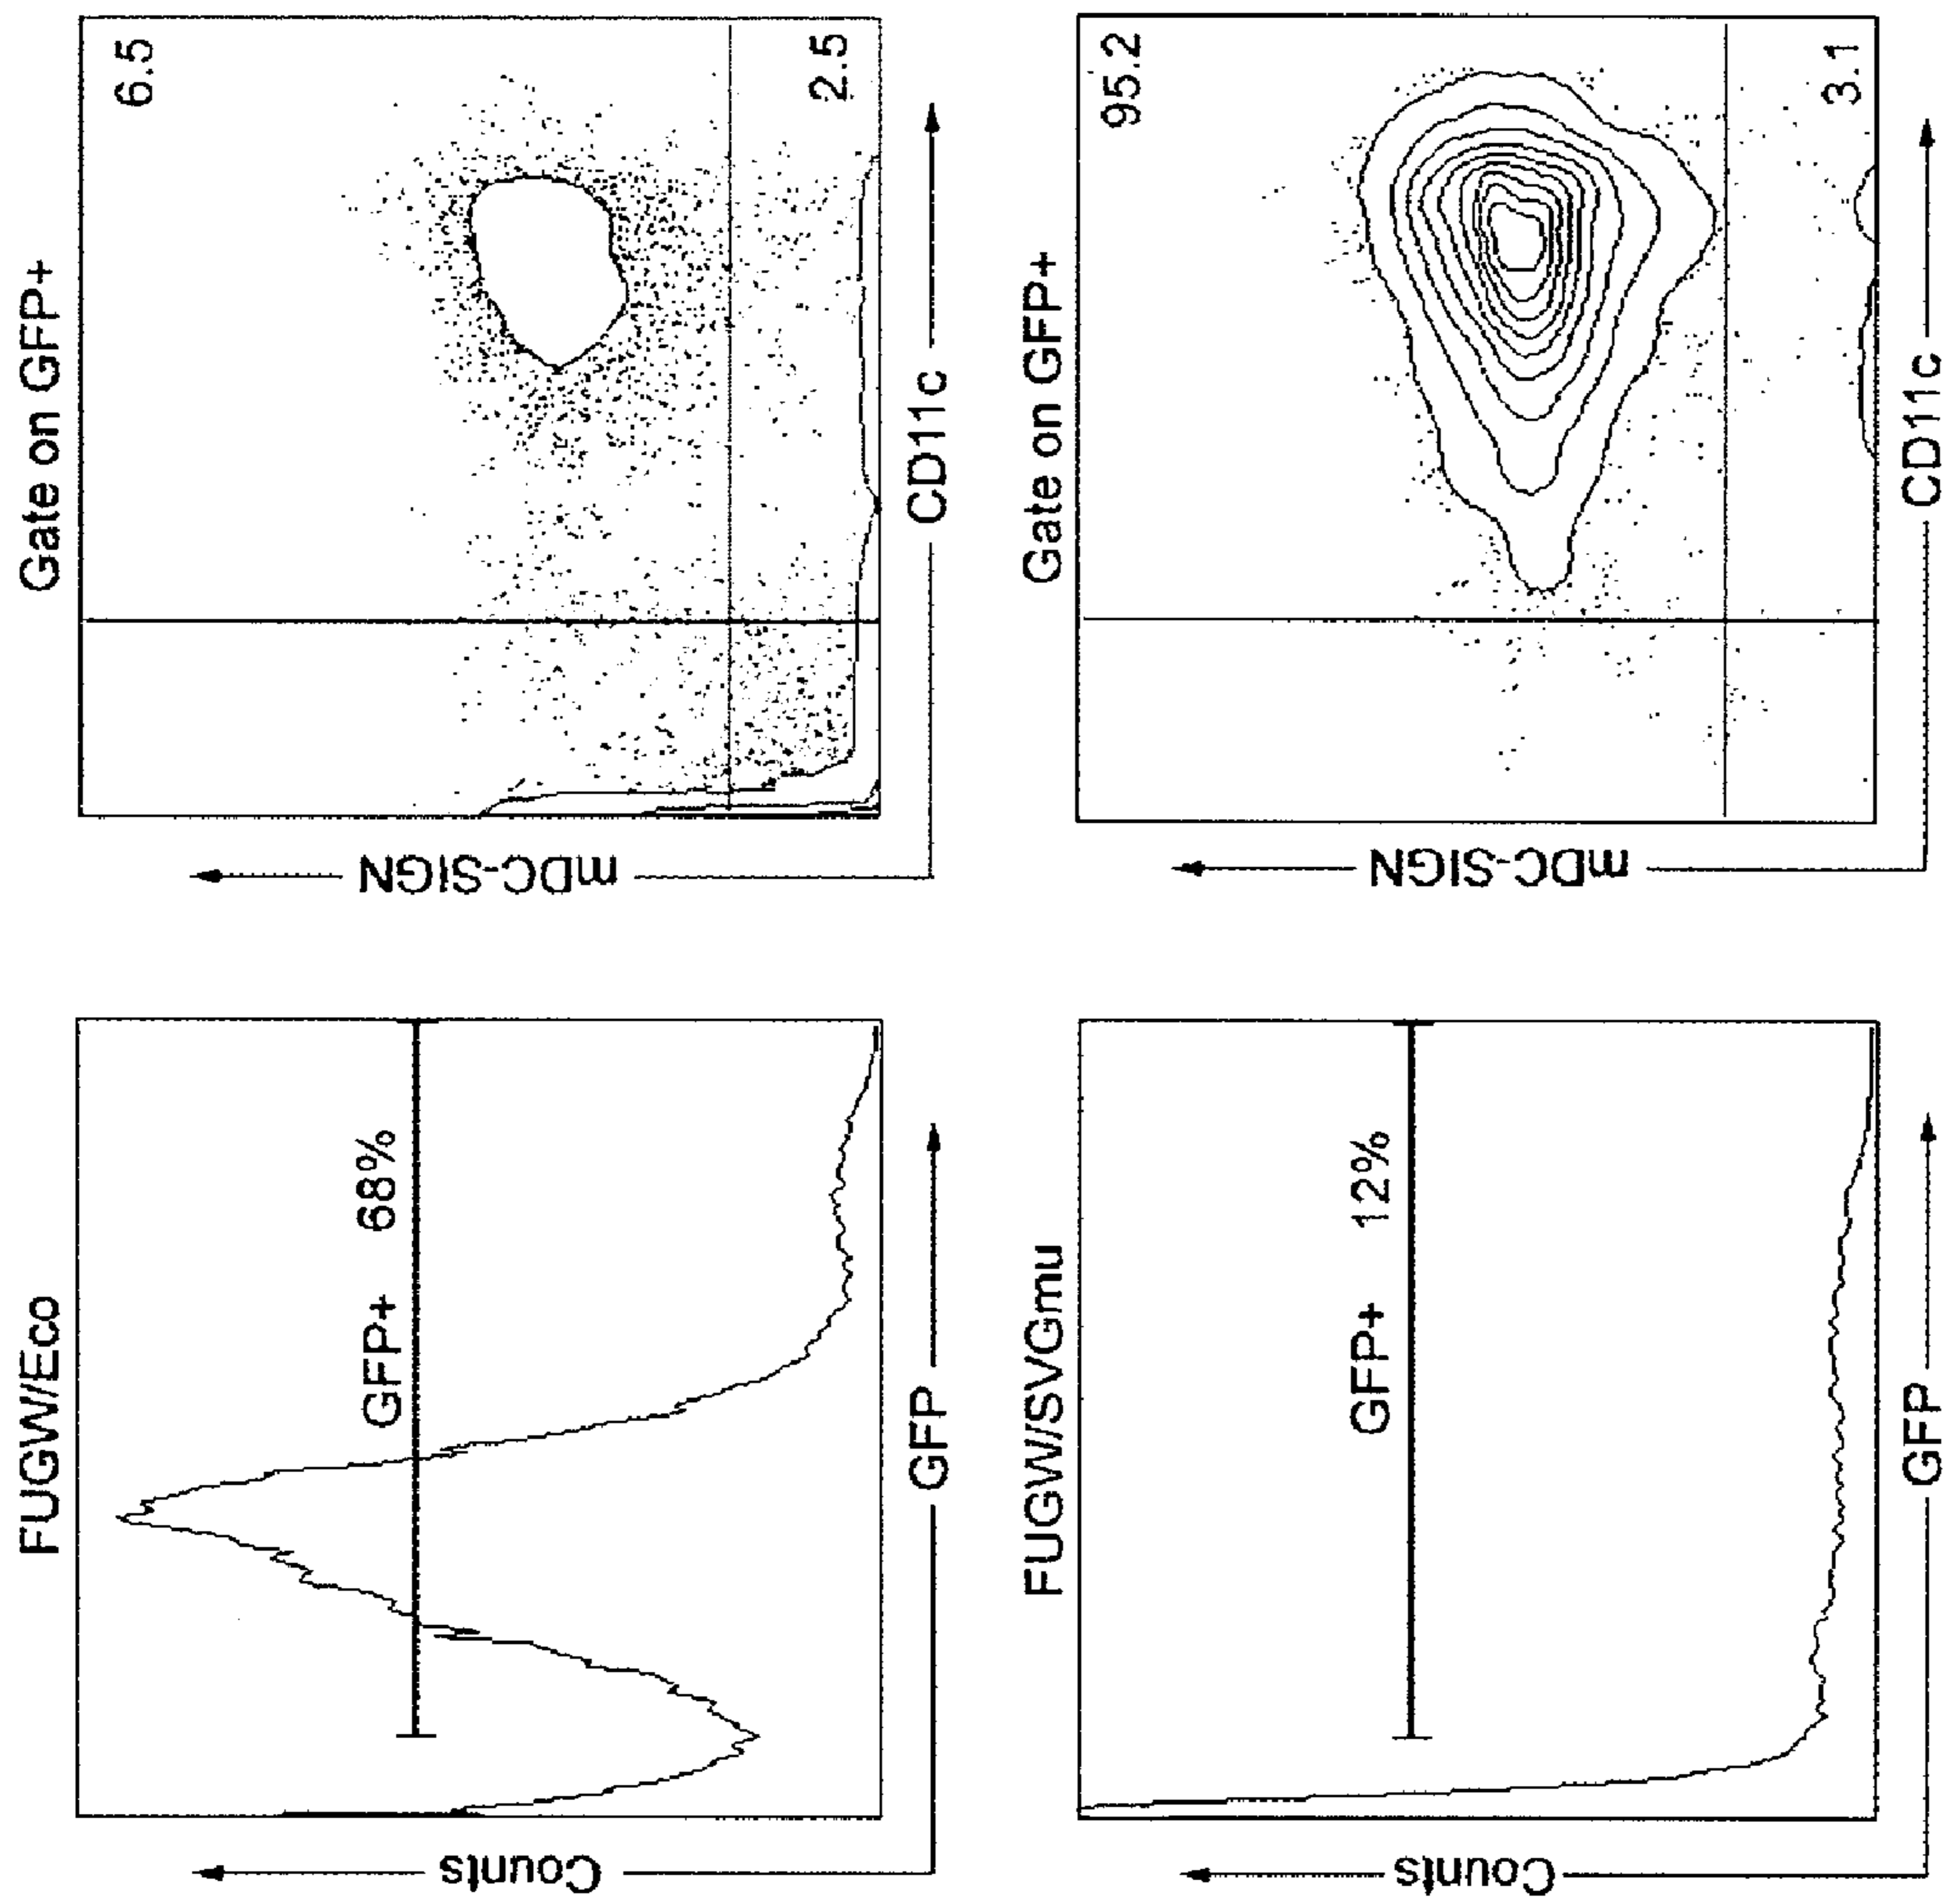 FUGW/Eco
GFP+ 68%
Counts
GFP
Gate on GFP+
6.5
2.5
mDC-SIGN
CD11c
FUGW/SVGmu
GFP+ 12%
Counts
GFP
Gate on GFP+
95.2
3.1
mDC-SIGN
CD11c